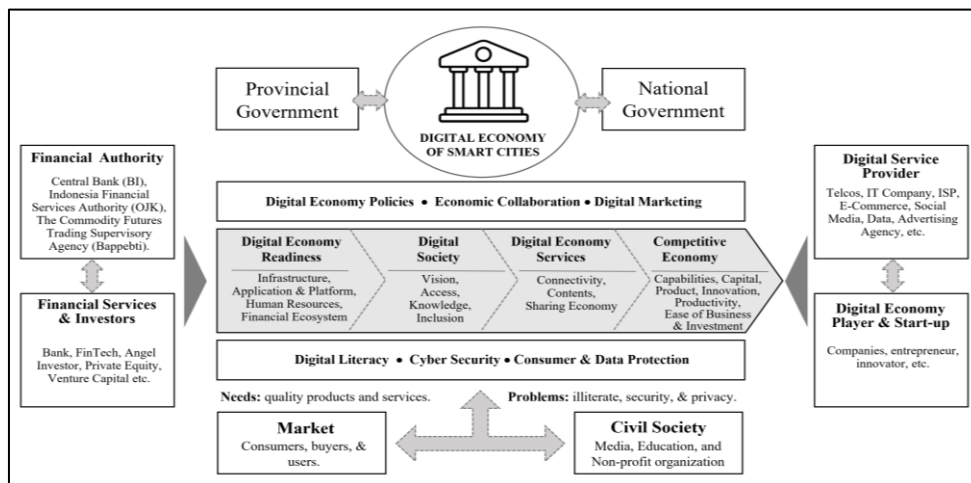 Provincial
Government
DIGITAL ECONOMY
OF SMART CITIES
National
Government
Financial Authority
Central Bank (BI),
Indonesia Financial
Services Authority (OJK),
The Commodity Futures
Trading Supervisory
Agency (Bappebti).
Financial Services
& Investors
Bank, FinTech, Angel
Investor, Private Equity,
Venture Capital etc.
Digital Economy Policies • Economic Collaboration • Digital Marketing
Digital Economy
Readiness
Infrastructure,
Application & Platform,
Human Resources,
Financial Ecosystem
Digital
Society
Vision,
Access,
Knowledge,
Inclusion
Digital Economy
Services
Connectivity,
Contents,
Sharing Economy
Competitive
Economy
Capabilities, Capital,
Product, Innovation,
Productivity,
Ease of Business
& Investment
Digital Literacy • Cyber Security • Consumer & Data Protection
Needs: quality products and services.
Problems: illiterate, security, & privacy.
Market
Consumers, buyers, &
users.
Civil Society
Media, Education, and
Non-profit organization
Digital Service
Provider
Telcos, IT Company, ISP,
E-Commerce, Social
Media, Data, Advertising
Agency, etc.
Digital Economy
Player & Start-up
Companies, entrepreneur,
innovator, etc.